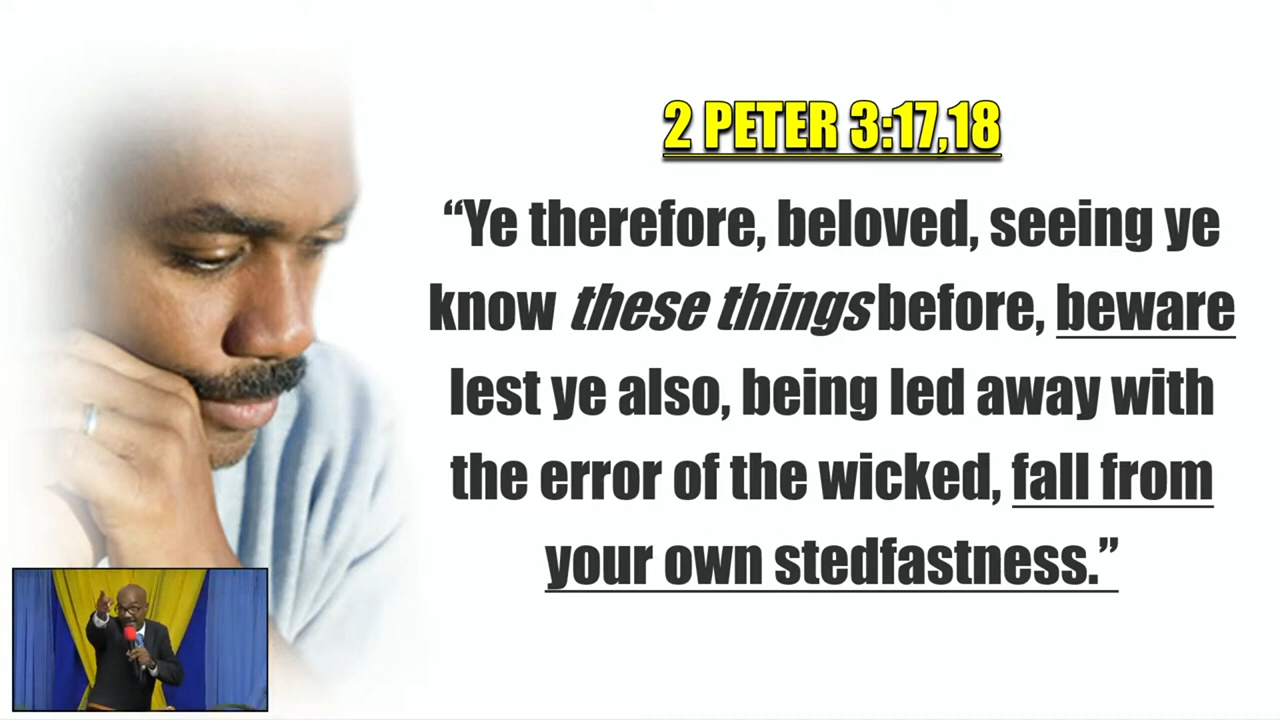 2 PETER 3:17,18
“Ye therefore, beloved, seeing ye
know these things before, beware
lest ye also, being led away with
the error of the wicked, fall from
your own stedfastness.”